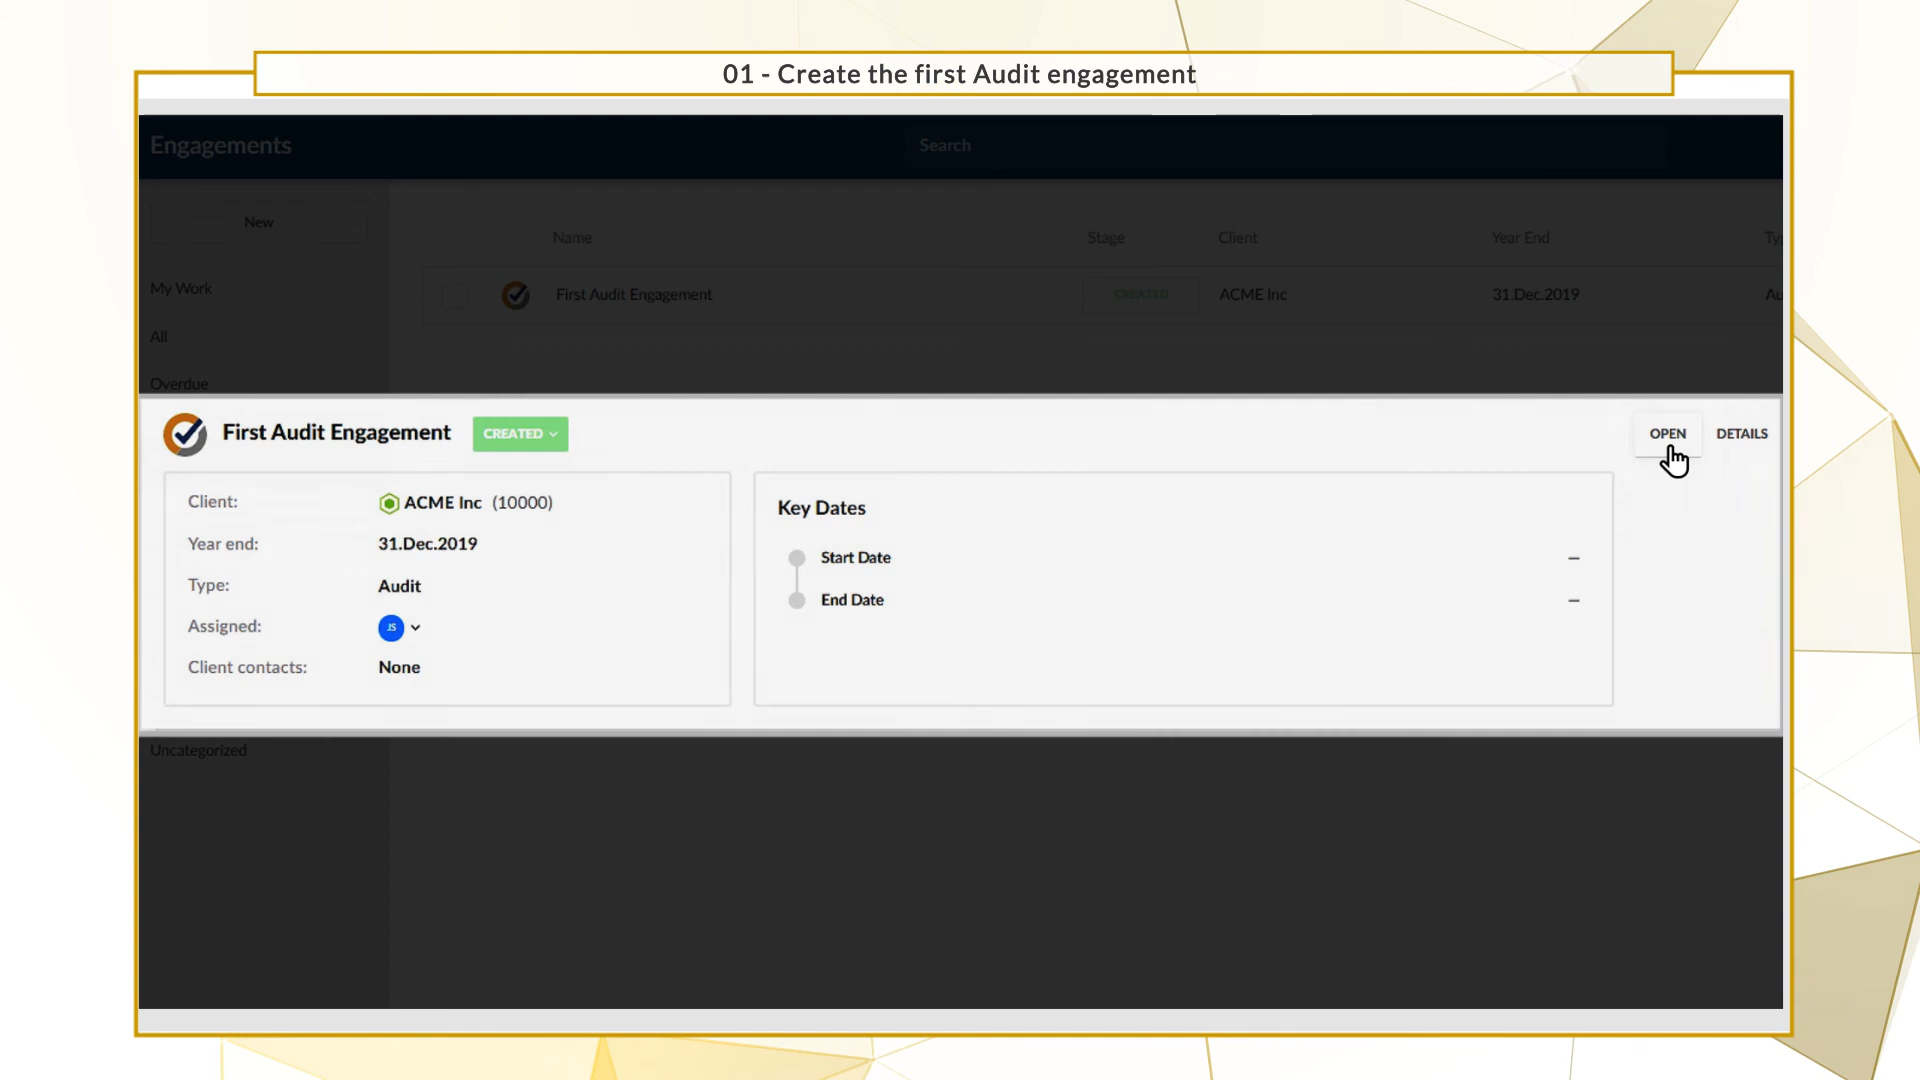 01 - Create the first Audit engagement
Engagements
Search
New
Name
Stage
Client
Year End
My Work
First Audit Engagement
CREATED
ACME Inc
31.Dec.2019
All
Overdue
First Audit Engagement
CREATED
OPEN
DETAILS
Client:
ACME Inc (10000)
Key Dates
Year end:
31.Dec.2019
Start Date
–
Type:
Audit
End Date
–
Assigned:
JS
Client contacts:
None
Uncategorized